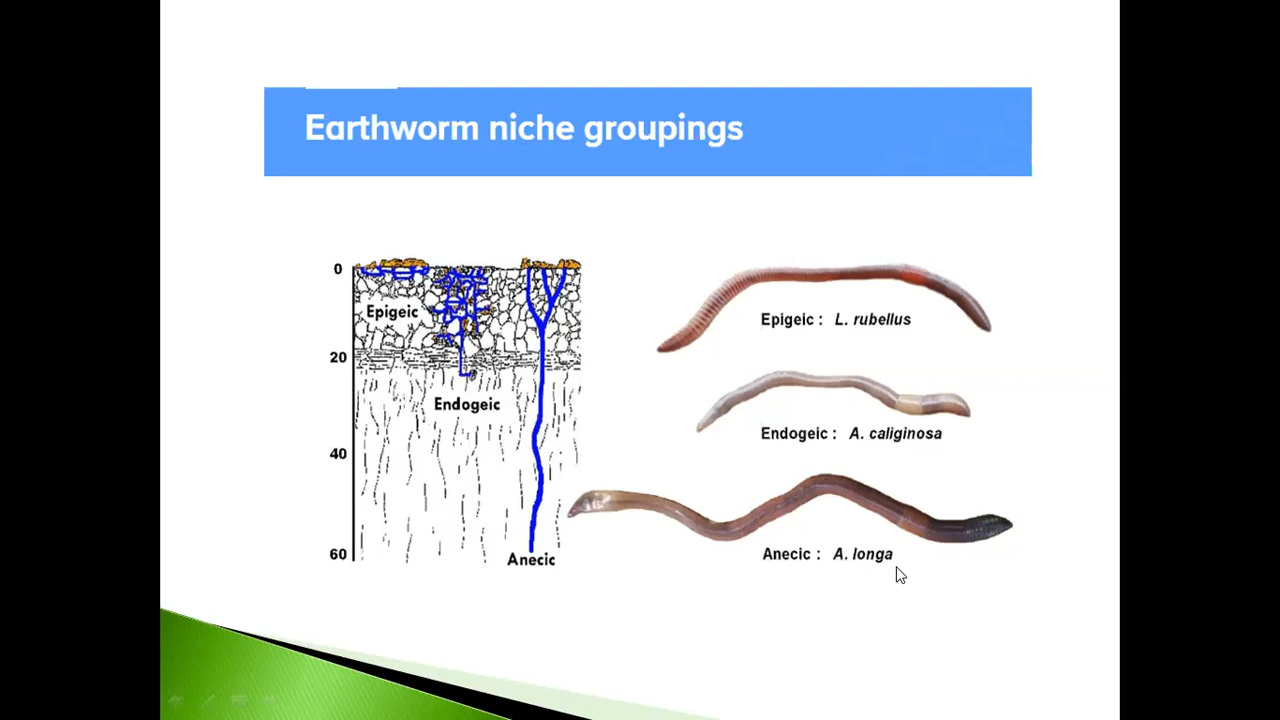 Earthworm niche groupings
0
Epigeic
20
Endogeic
40
60
Anecic
Epigeic : L. rubellus
Endogeic : A. caliginosa
Anecic : A. longa